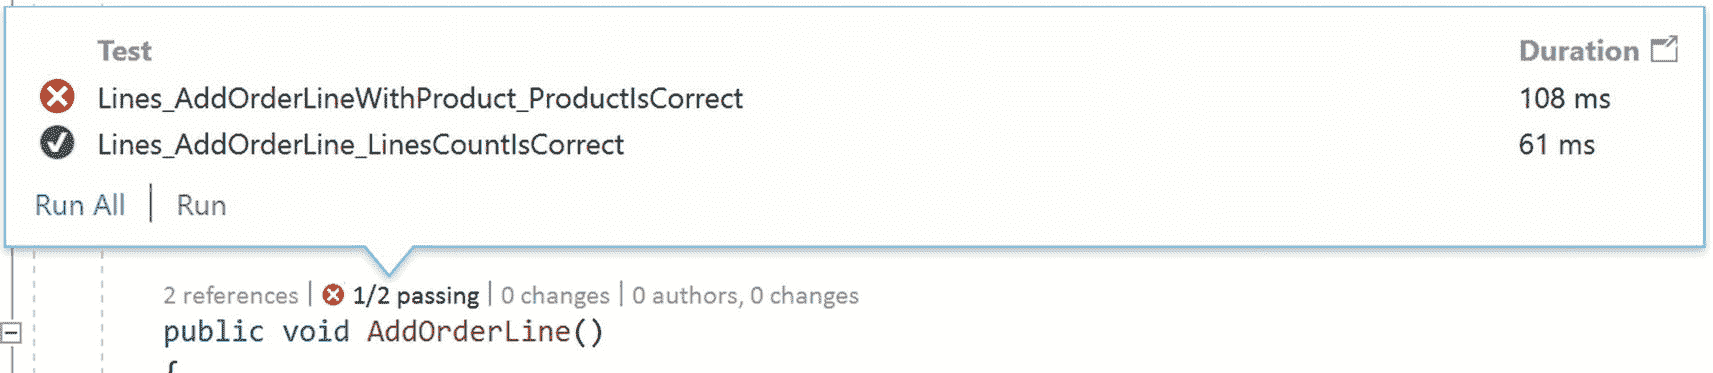 Test Duration
Lines_AddOrderLineWithProduct_ProductIsCorrect 108 ms
Lines_AddOrderLine_LinesCountIsCorrect 61 ms
Run All | Run
2 references | 1/2 passing | 0 changes | 0 authors, 0 changes
public void AddOrderLine()
{